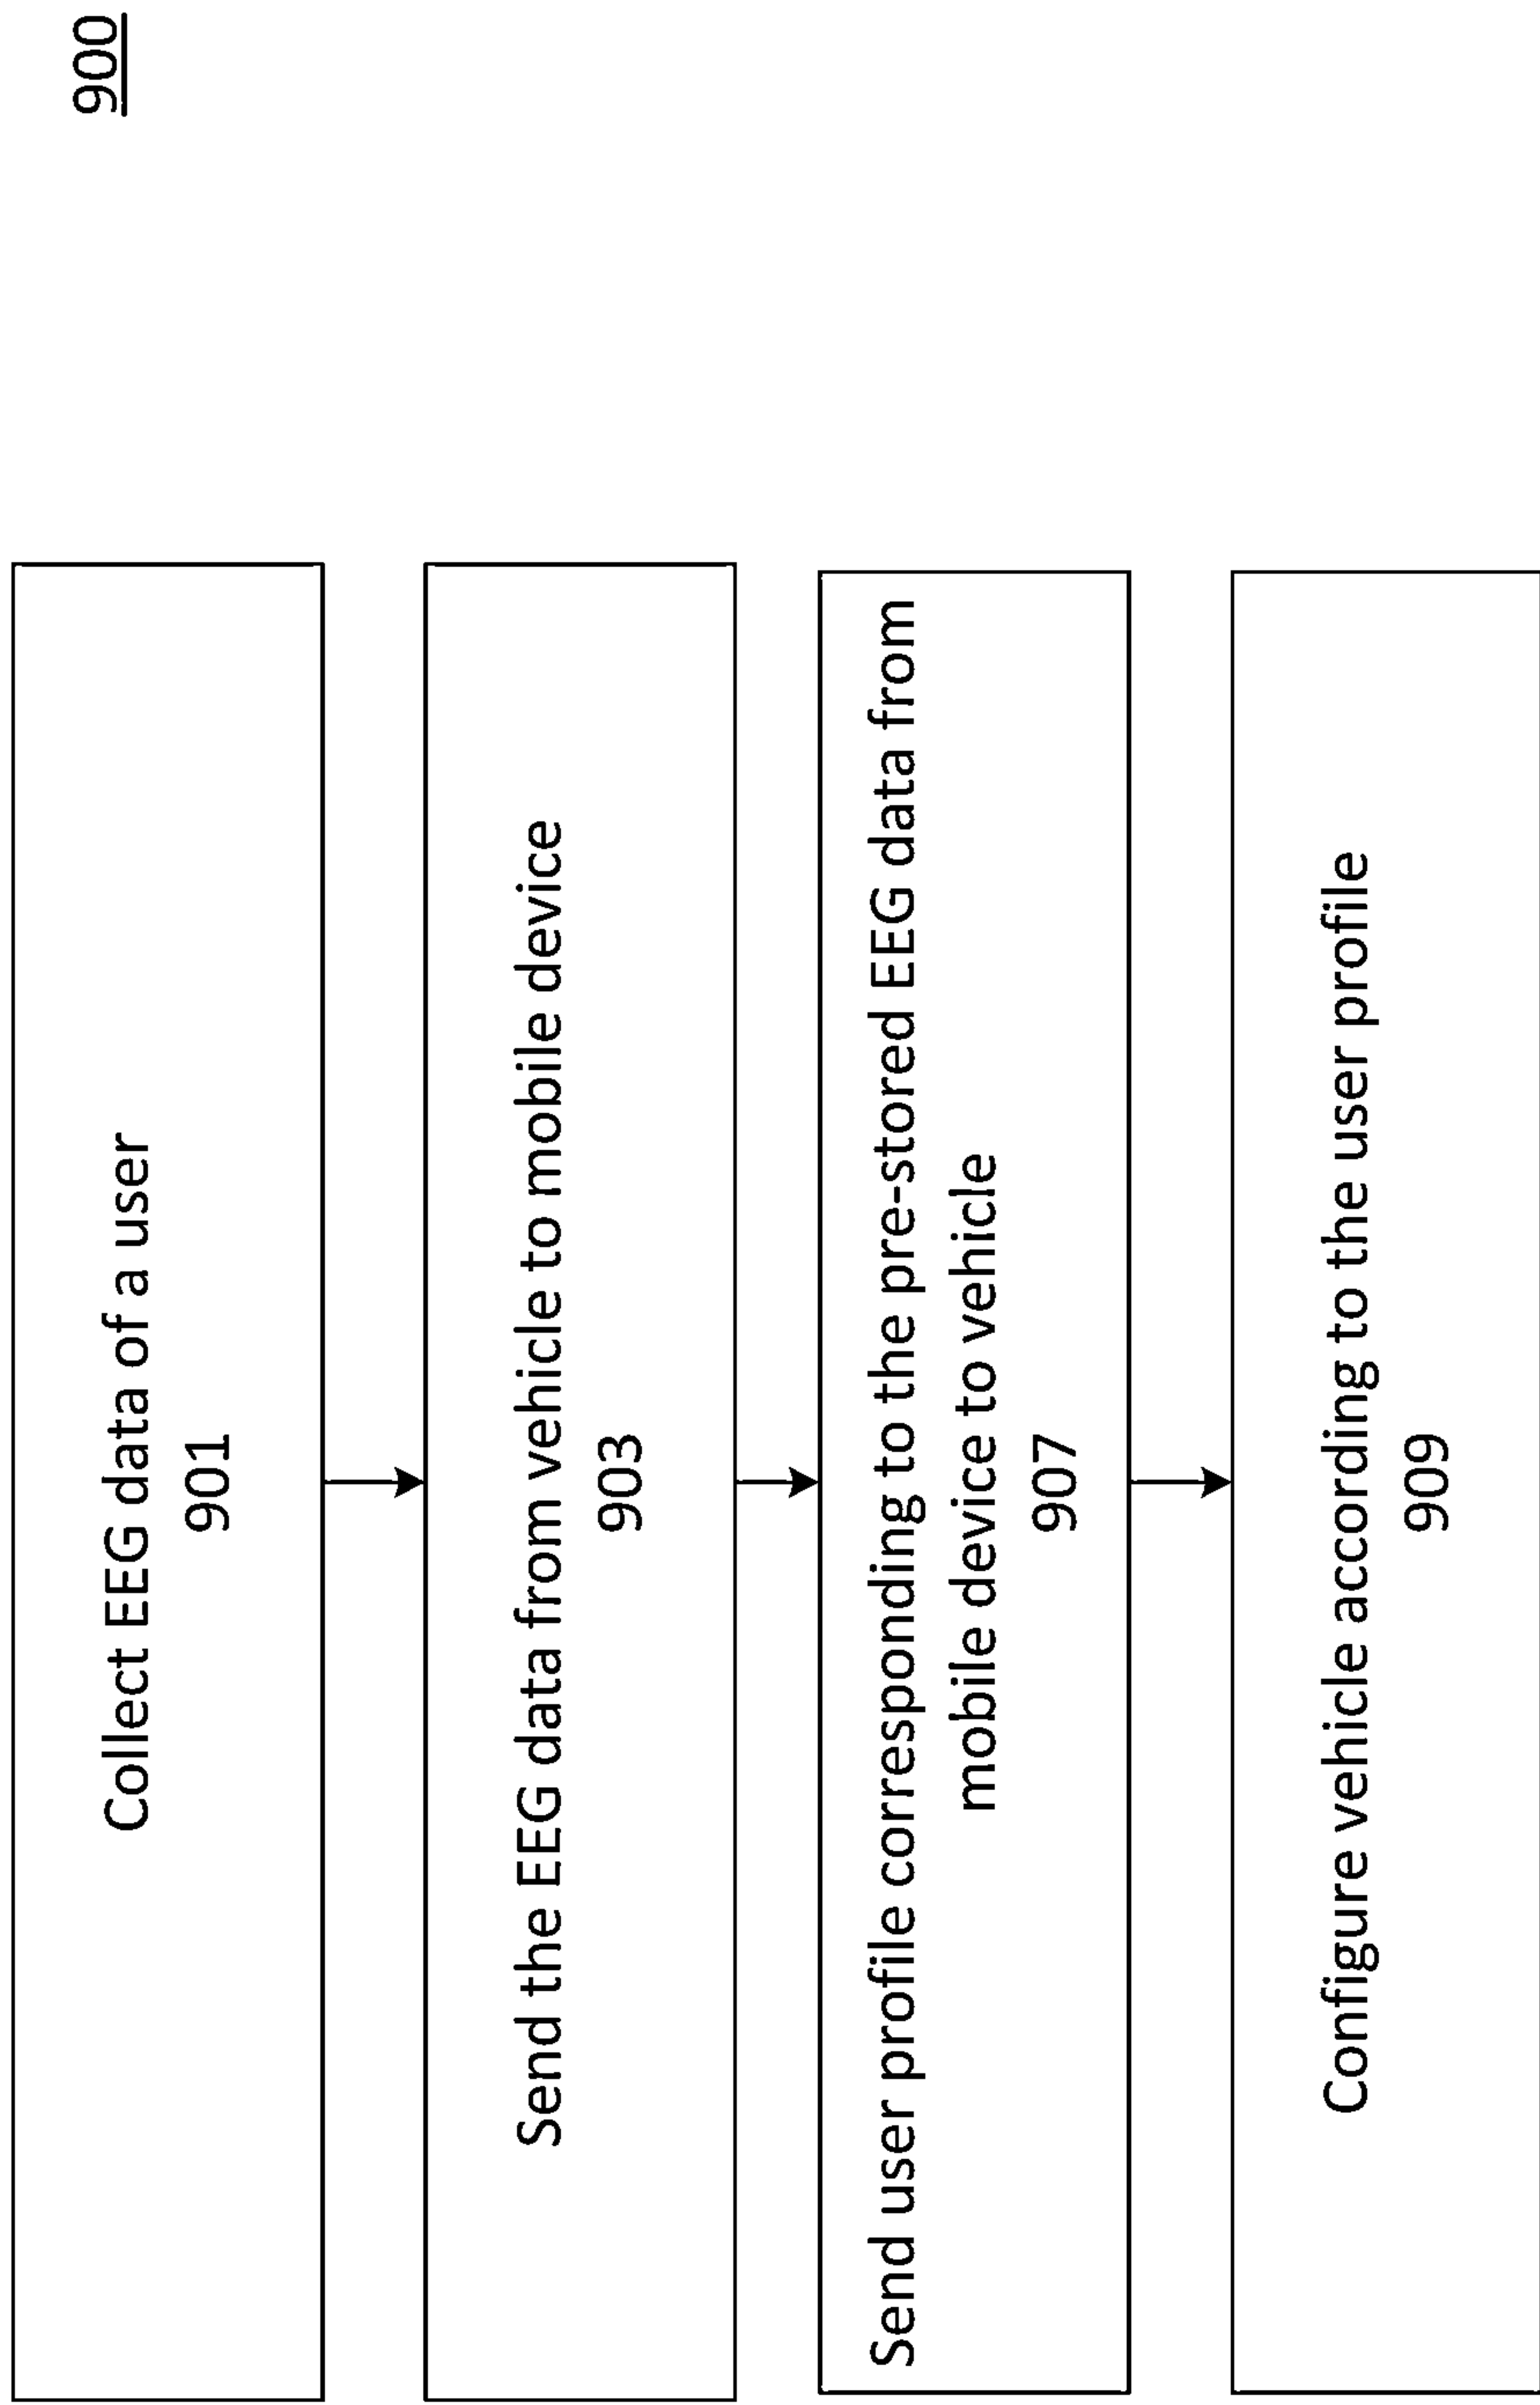 900
Collect EEG data of a user
901
Send the EEG data from vehicle to mobile device
903
Send user profile corresponding to the pre-stored EEG data from
mobile device to vehicle
907
Configure vehicle according to the user profile
909